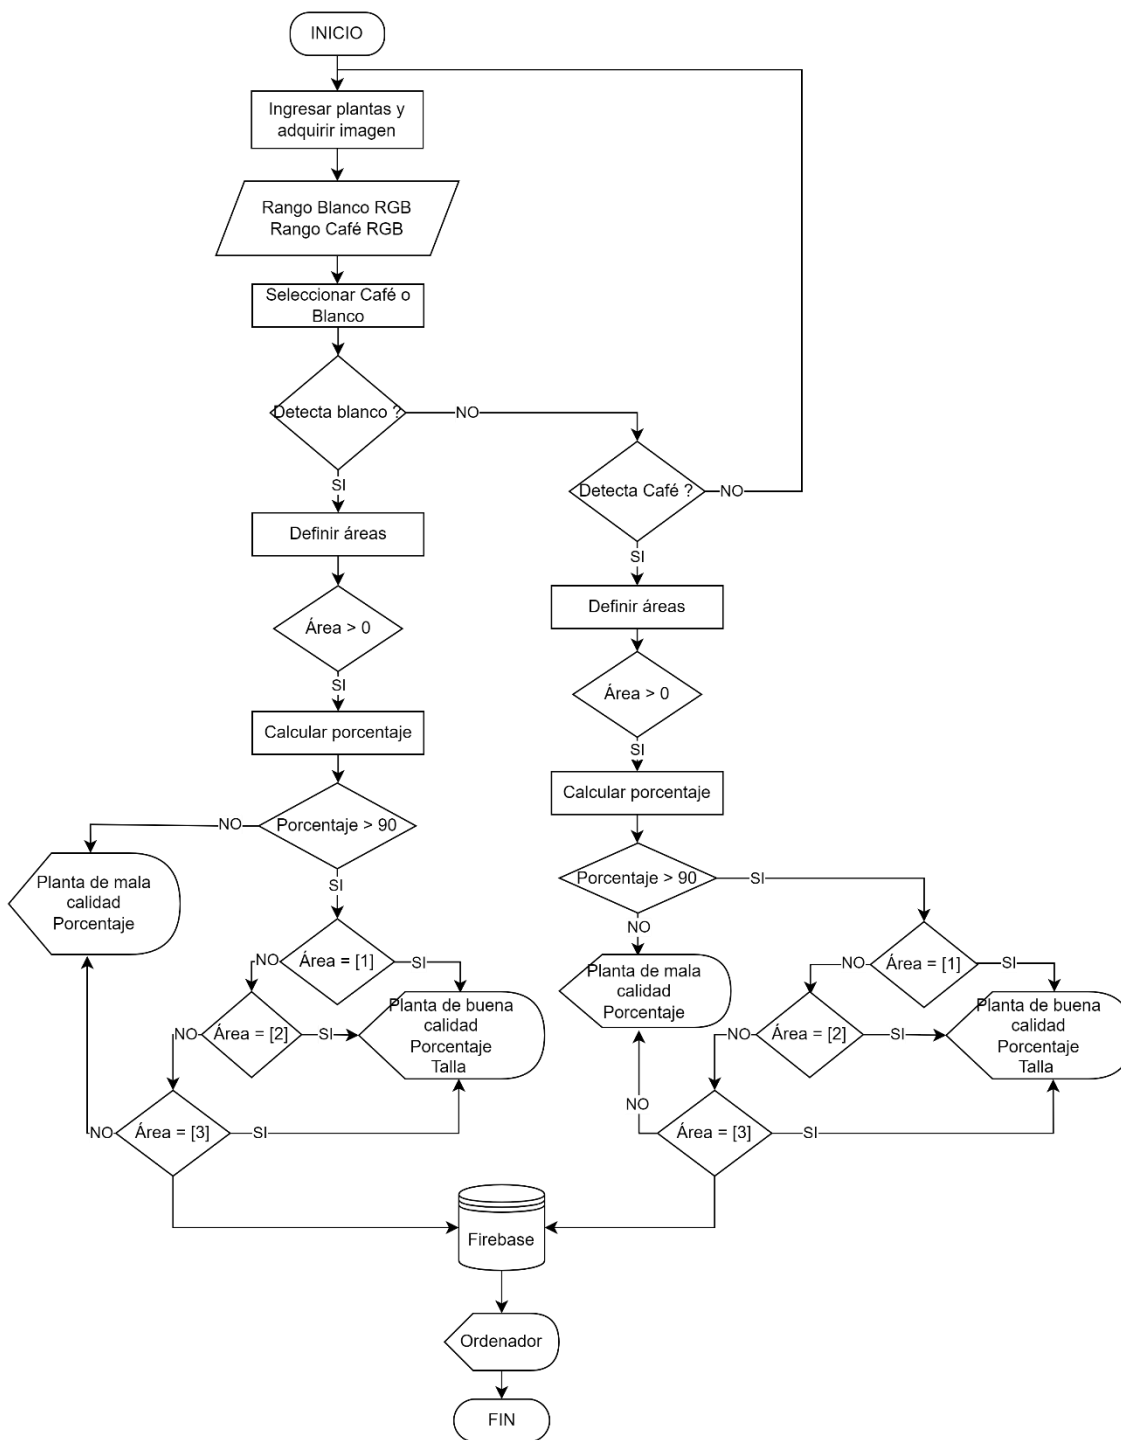 INICIO
Ingresar plantas y
adquirir imagen
Rango Blanco RGB
Rango Café RGB
Seleccionar Café o
Blanco
Detecta blanco ?
NO
SI
Detecta Café ?
NO
SI
Definir áreas
Área > 0
SI
Calcular porcentaje
Porcentaje > 90
NO
SI
Planta de mala
calidad
Porcentaje
Área = [1]
NO
SI
Área = [2]
NO
SI
Planta de buena
calidad
Porcentaje
Talla
Área = [3]
NO
SI
Definir áreas
Área > 0
SI
Calcular porcentaje
Porcentaje > 90
SI
NO
Planta de mala
calidad
Porcentaje
Área = [1]
NO
SI
Área = [2]
NO
SI
Planta de buena
calidad
Porcentaje
Talla
Área = [3]
NO
SI
Firebase
Ordenador
FIN